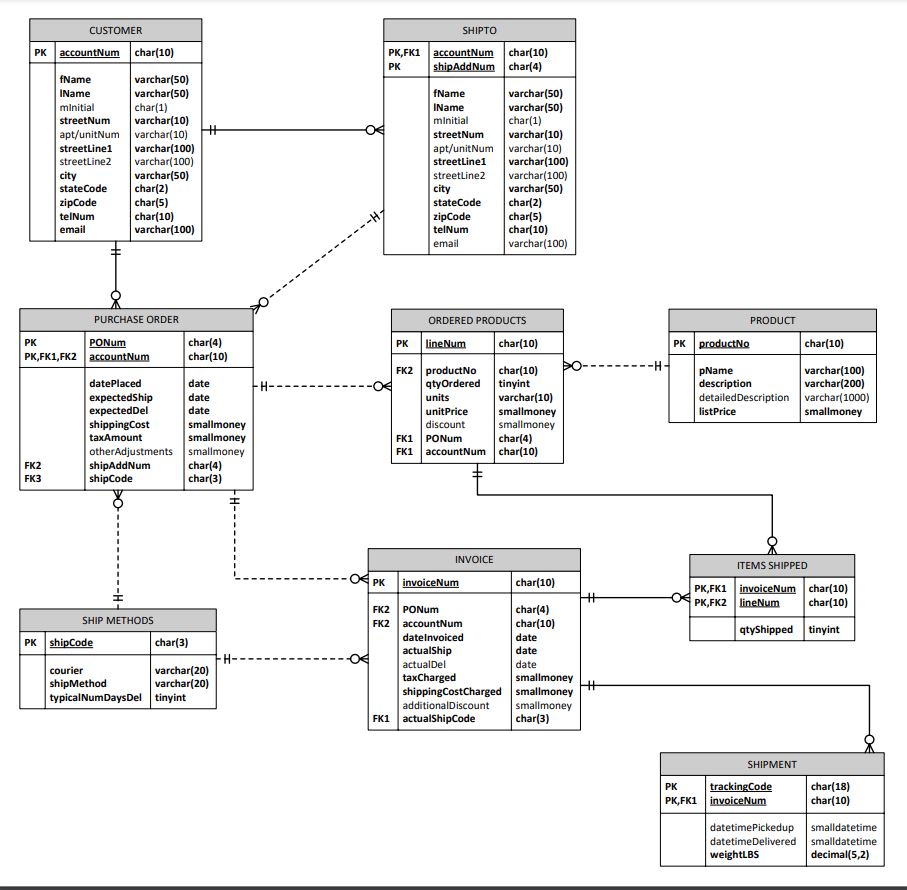 CUSTOMER
PK accountNum char(10)
fName varchar(50)
lName varchar(50)
mInitial char(1)
streetNum varchar(10)
apt/unitNum varchar(10)
streetLine1 varchar(100)
streetLine2 varchar(100)
city varchar(50)
stateCode char(2)
zipCode char(5)
telNum char(10)
email varchar(100)
SHIPTO
PK,FK1 accountNum char(10)
PK shipAddNum char(4)
fName varchar(50)
lName varchar(50)
mInitial char(1)
streetNum varchar(10)
apt/unitNum varchar(10)
streetLine1 varchar(100)
streetLine2 varchar(100)
city varchar(50)
stateCode char(2)
zipCode char(5)
telNum char(10)
email varchar(100)
PURCHASE ORDER
PK PONum char(4)
PK,FK1,FK2 accountNum char(10)
datePlaced date
expectedShip date
expectedDel date
shippingCost smallmoney
taxAmount smallmoney
otherAdjustments smallmoney
FK2 shipAddNum char(4)
FK3 shipCode char(3)
ORDERED PRODUCTS
PK lineNum char(10)
FK2 productNo char(10)
qtyOrdered tinyint
units varchar(10)
unitPrice smallmoney
discount smallmoney
FK1 PONum char(4)
FK1 accountNum char(10)
PRODUCT
PK productNo char(10)
pName varchar(100)
description varchar(200)
detailedDescription varchar(1000)
listPrice smallmoney
INVOICE
PK invoiceNum char(10)
FK2 PONum char(4)
FK2 accountNum char(10)
dateInvoiced date
actualShip date
actualDel date
taxCharged smallmoney
shippingCostCharged smallmoney
additionalDiscount smallmoney
FK1 actualShipCode char(3)
ITEMS SHIPPED
PK,FK1 invoiceNum char(10)
PK,FK2 lineNum char(10)
qtyShipped tinyint
SHIP METHODS
PK shipCode char(3)
courier varchar(20)
shipMethod varchar(20)
typicalNumDaysDel tinyint
SHIPMENT
PK trackingCode char(18)
PK,FK1 invoiceNum char(10)
datetimePickedup smalldatetime
datetimeDelivered smalldatetime
weightLBS decimal(5,2)